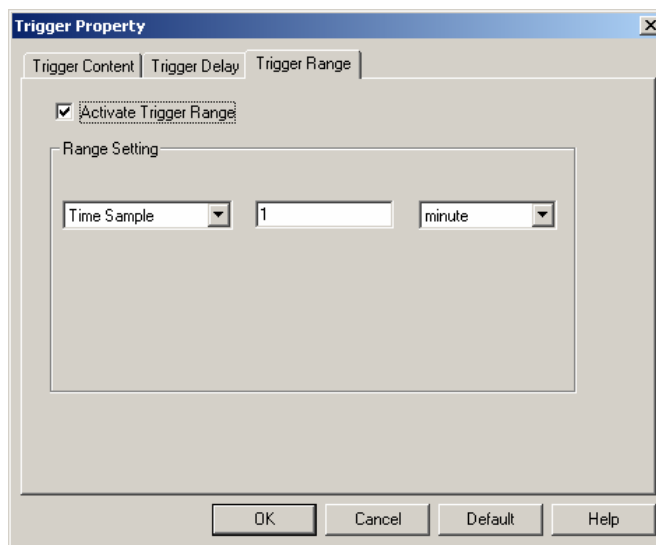 Trigger Property
Trigger Content Trigger Delay Trigger Range
Activate Trigger Range
Range Setting
Time Sample 1 minute
OK Cancel Default Help